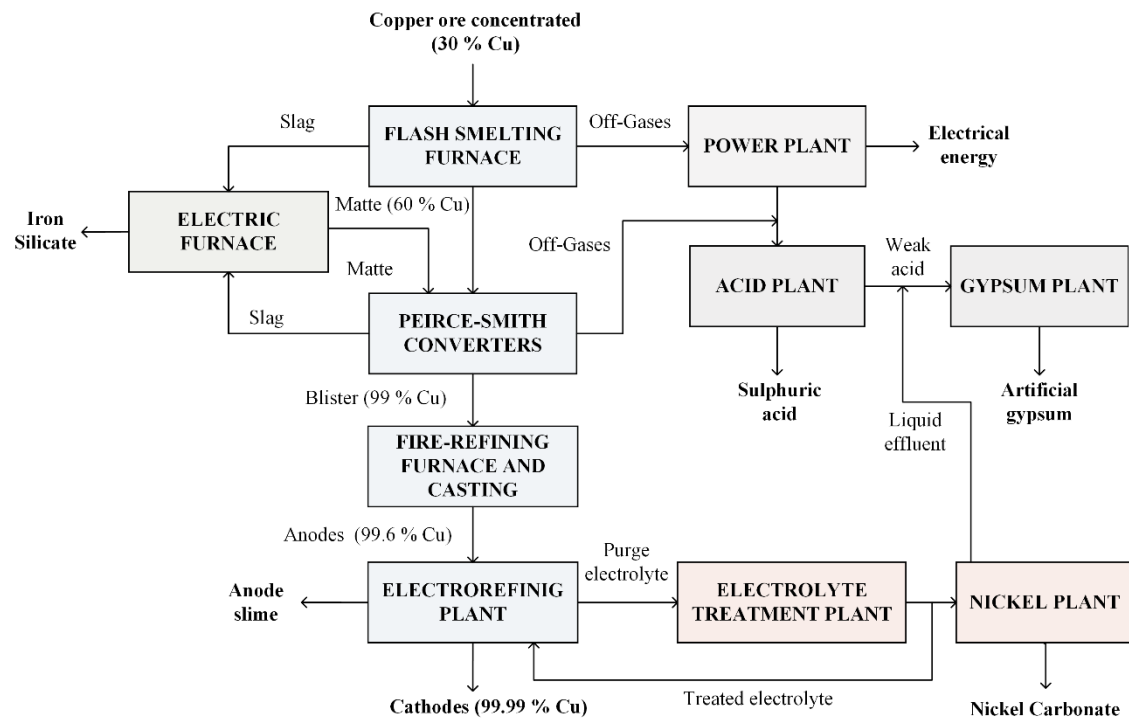 Copper ore concentrated
(30 % Cu)
Slag
FLASH SMELTING
FURNACE
Off-Gases
POWER PLANT
Electrical
energy
Iron
Silicate
ELECTRIC
FURNACE
Matte (60 % Cu)
Matte
Off-Gases
Weak
acid
ACID PLANT
GYPSUM PLANT
Slag
PEIRCE-SMITH
CONVERTERS
Sulphuric
acid
Artificial
gypsum
Blister (99 % Cu)
Liquid
effluent
FIRE-REFINING
FURNACE AND
CASTING
Anodes (99.6 % Cu)
Purge
electrolyte
Anode
slime
ELECTROREFINIG
PLANT
ELECTROLYTE
TREATMENT PLANT
NICKEL PLANT
Treated electrolyte
Cathodes (99.99 % Cu)
Nickel Carbonate